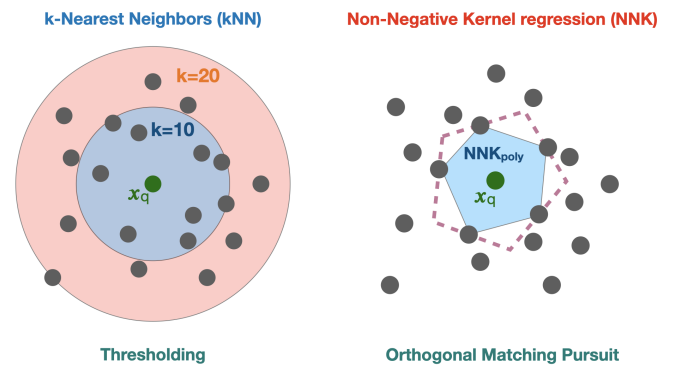 k-Nearest Neighbors (kNN)
Non-Negative Kernel regression (NNK)
k=20
k=10
xq
NNKpoly
xq
Thresholding
Orthogonal Matching Pursuit